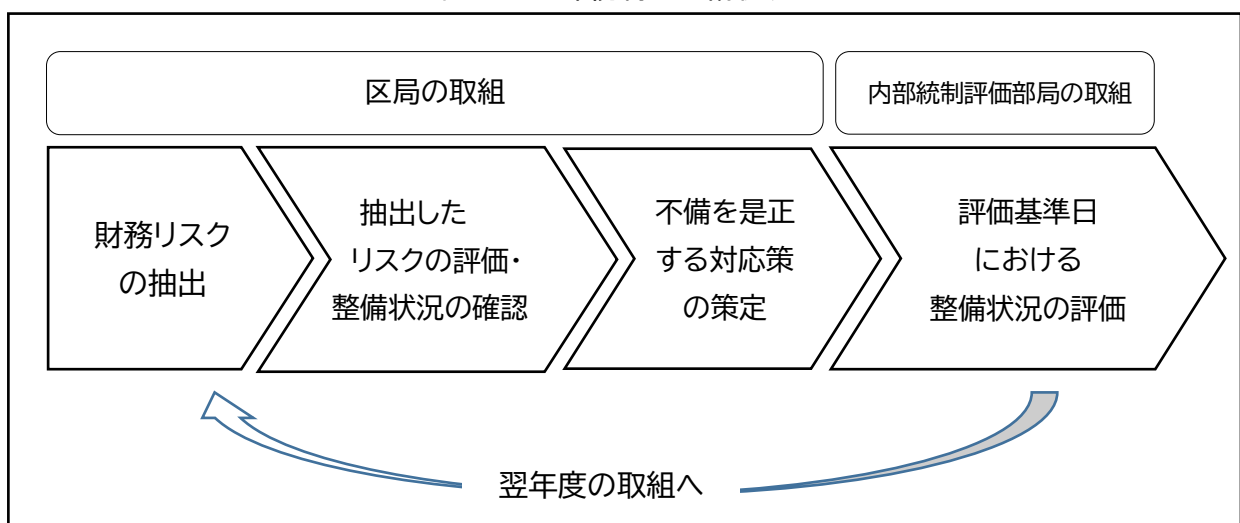 区局の取組
内部統制評価部局の取組
財務リスク
の抽出
抽出した
リスクの評価・
整備状況の確認
不備を是正
する対応策
の策定
評価基準日
における
整備状況の評価
翌年度の取組へ